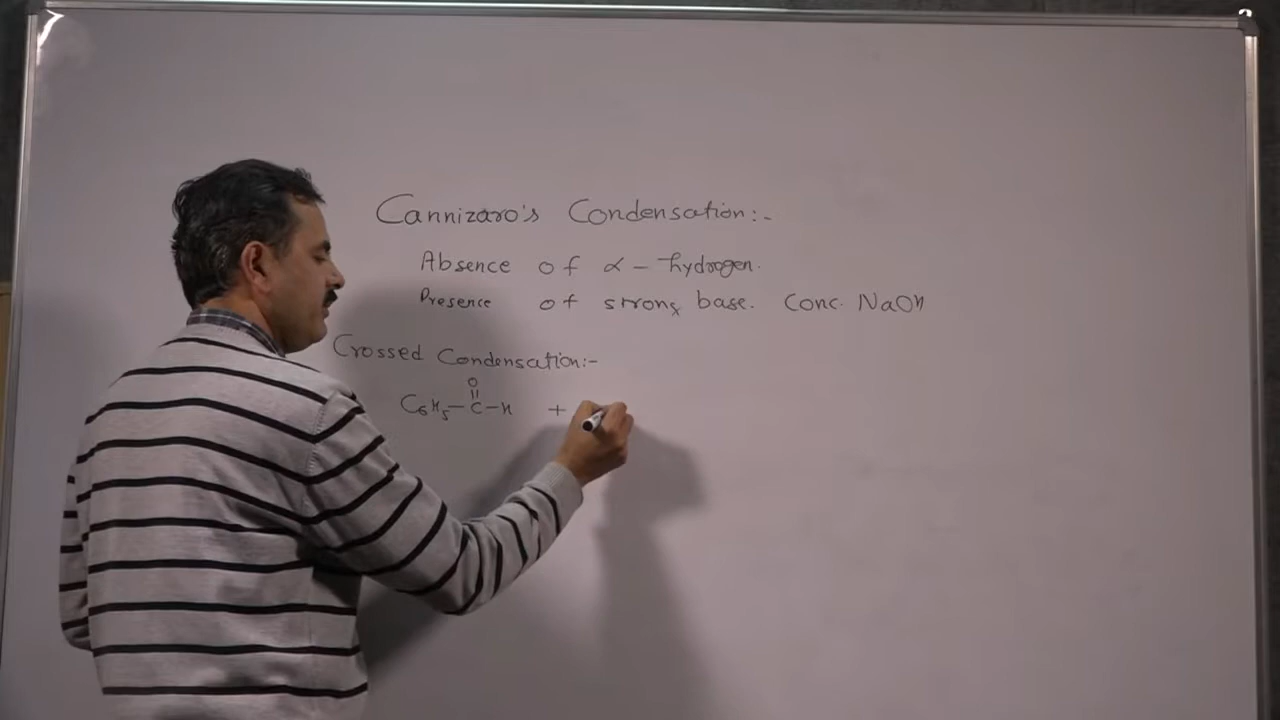 Cannizaro's Condensation:-
Absence of α - hydrogen.
Presence of strong base. Conc. NaOH
Crossed Condensation:-
O
||
C₆H₅-C-H +